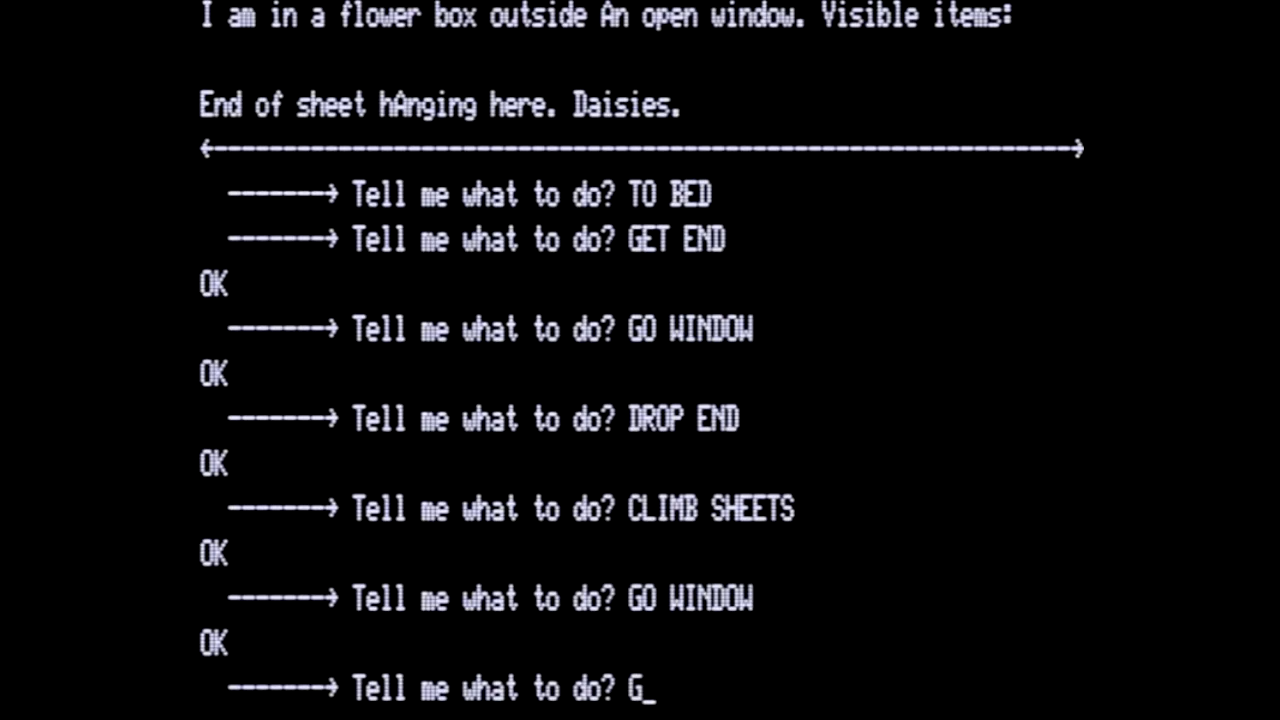 I am in a flower box outside An open window. Visible items:
End of sheet hAnging here. Daisies.
<-------------------------------------------------------------->
-------> Tell me what to do? TO BED
-------> Tell me what to do? GET END
OK
-------> Tell me what to do? GO WINDOW
OK
-------> Tell me what to do? DROP END
OK
-------> Tell me what to do? CLIMB SHEETS
OK
-------> Tell me what to do? GO WINDOW
OK
-------> Tell me what to do? G_